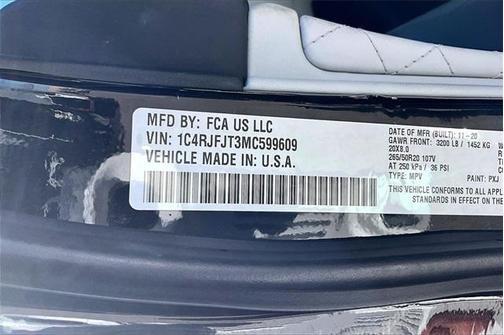 MFD BY: FCA US LLC
VIN: 1C4RJFJT3MC599609
VEHICLE MADE IN: U.S.A.
DATE OF MFR (BUILT): 11-20
GAWR FRONT: 3200 LB / 1452 KG
20X8.0
265/50R20 107V
AT 250 kPa / 36 PSI
TYPE: MPV
PAINT: PXJ
THIS VEHICLE CONFORMS TO ALL APPL
STANDARDS IN EFFECT ON THE